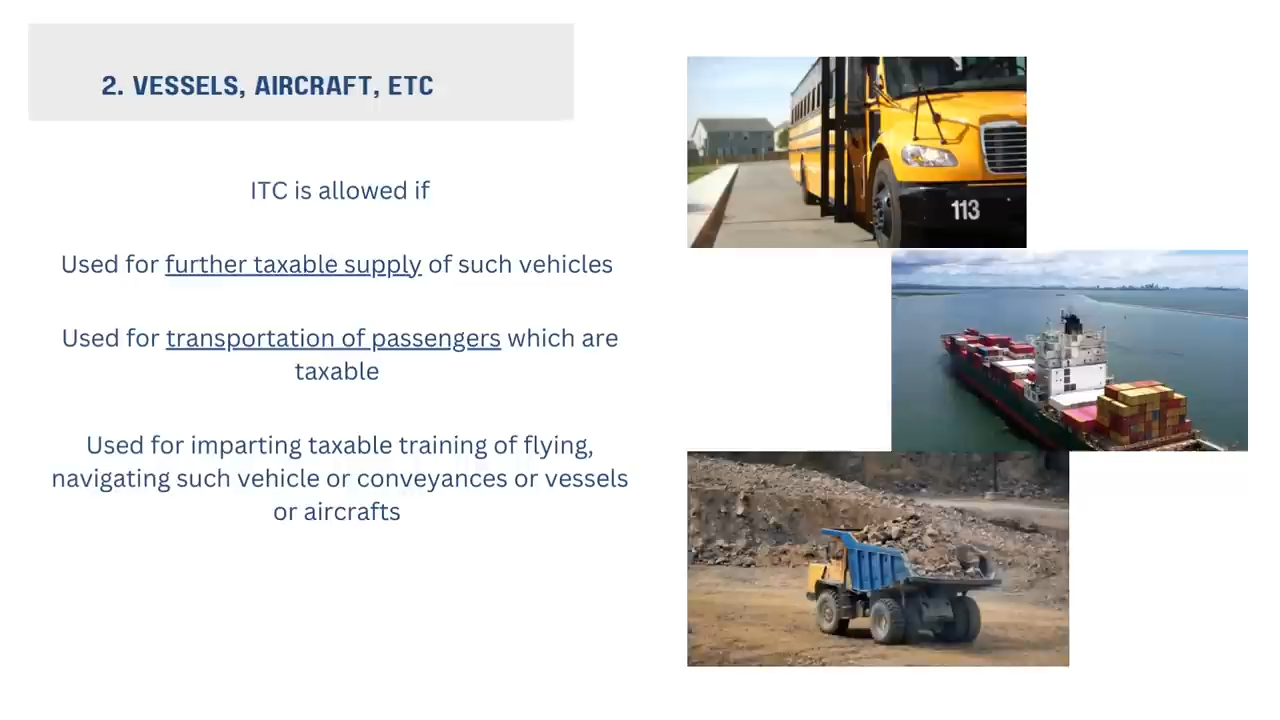 2. VESSELS, AIRCRAFT, ETC
ITC is allowed if
Used for further taxable supply of such vehicles
Used for transportation of passengers which are
taxable
Used for imparting taxable training of flying,
navigating such vehicle or conveyances or vessels
or aircrafts
113